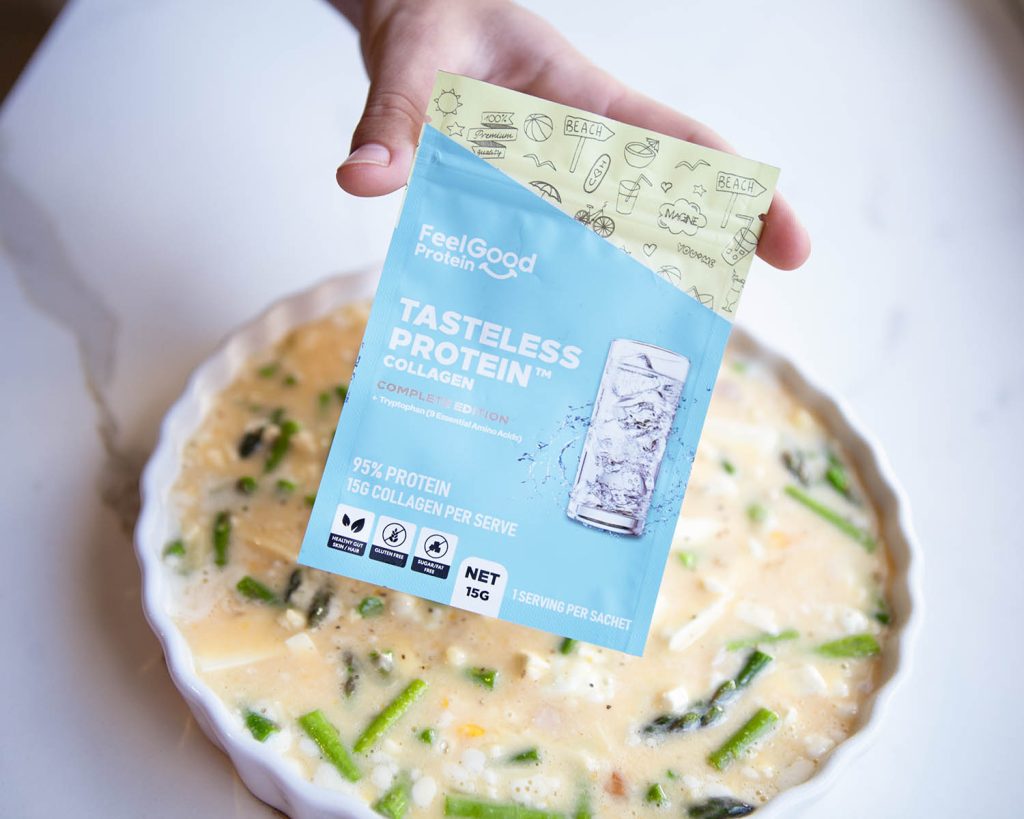 100%
Premium
quality
BEACH
BEACH
IMAGINE
YOU+ME
FeelGood
Protein
TASTELESS
PROTEIN™
COLLAGEN
COMPLETE EDITION
+ Tryptophan (9 Essential Amino Acids)
95% PROTEIN
15G COLLAGEN PER SERVE
HEALTHY GUT
SKIN / HAIR
GLUTEN FREE
SUGAR/FAT
FREE
NET
15G
1 SERVING PER SACHET